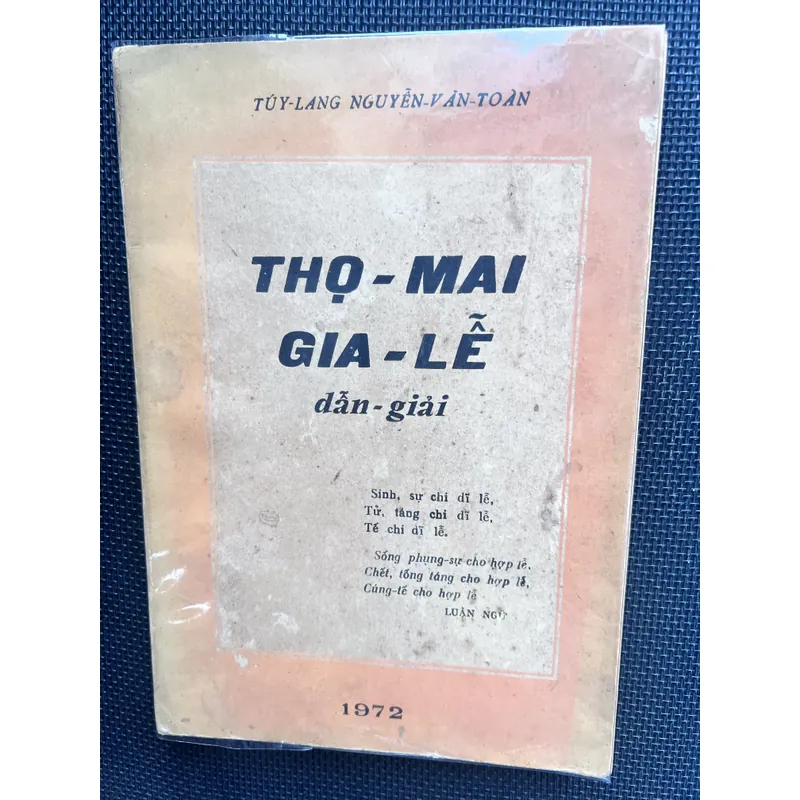 TÚY-LANG NGUYỄN-VĂN-TOÀN
THỌ-MAI
GIA-LỄ
dẫn-giải
Sinh, sự chi dĩ lễ,
Tử, táng chi dĩ lễ,
Tế chi dĩ lễ.
Sống phụng-sự cho hợp lễ,
Chết, tống táng cho hợp lễ,
Cúng-tế cho hợp lễ
LUẬN NGỮ
1972